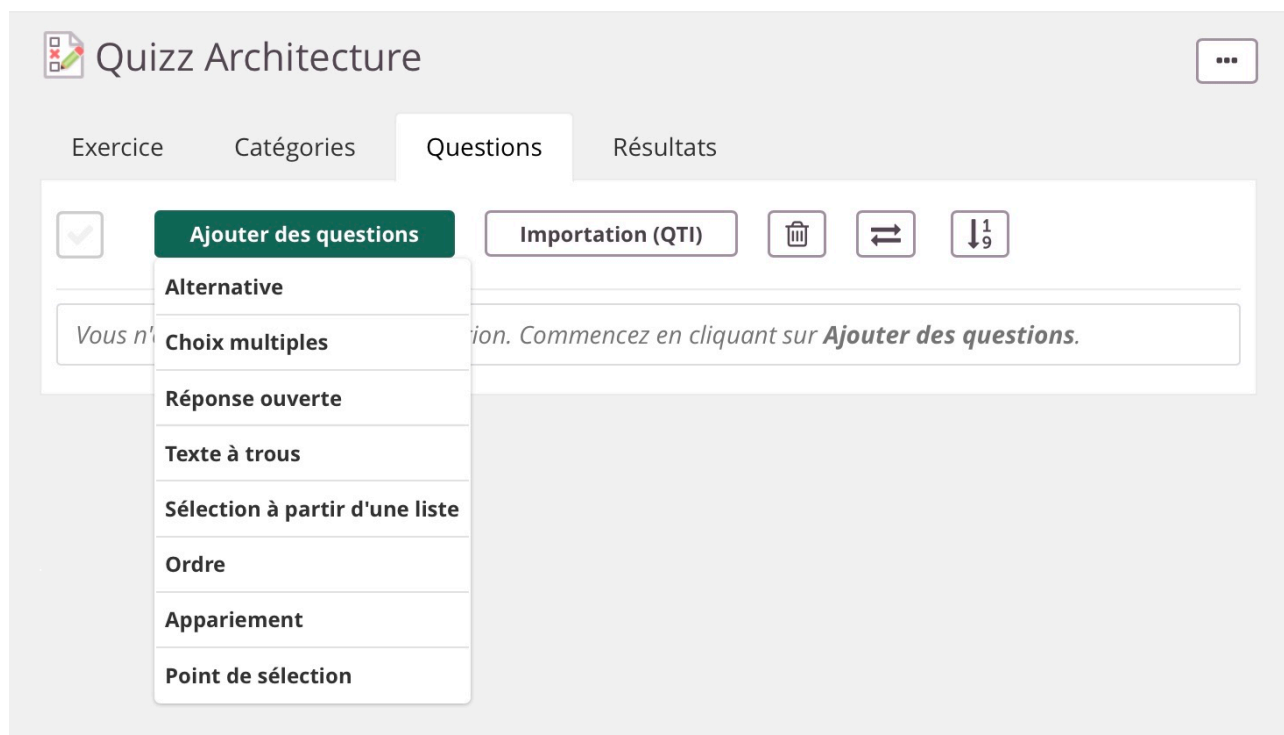 Quizz Architecture
Exercice Catégories Questions Résultats
Ajouter des questions Importation (QTI)
Alternative
Vous n' ion. Commencez en cliquant sur Ajouter des questions.
Choix multiples
Réponse ouverte
Texte à trous
Sélection à partir d'une liste
Ordre
Appariement
Point de sélection